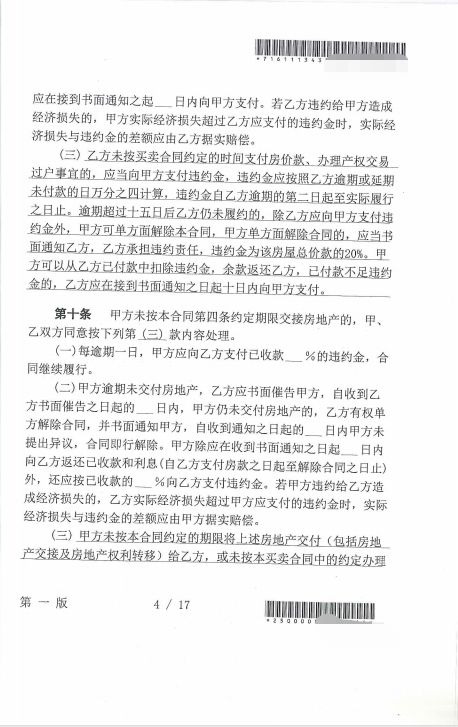 *716111343
应在接到书面通知之起___日内向甲方支付。若乙方违约给甲方造成
经济损失的，甲方实际经济损失超过乙方应支付的违约金时，实际经
济损失与违约金的差额应由乙方据实赔偿。
(三)乙方未按买卖合同约定的时间支付房价款、办理产权交易
过户事宜的，应当向甲方支付违约金，违约金应按照乙方逾期或延期
未付款的日万分之四计算，违约金自乙方逾期的第二日起至实际履行
之日止。逾期超过十五日后乙方仍未履约的，除乙方应向甲方支付违
约金外，甲方可单方面解除本合同，甲方单方面解除合同的，应当书
面通知乙方，乙方承担违约责任，违约金为该房屋总价款的20%。甲
方可以从乙方已付款中扣除违约金，余款返还乙方，已付款不足违约
金的，乙方应在接到书面通知之日起十日内向甲方支付。
第十条 甲方未按本合同第四条约定期限交接房地产的，甲、
乙双方同意按下列第(三)款内容处理。
(一)每逾期一日，甲方应向乙方支付已收款___%的违约金，合
同继续履行。
(二)甲方逾期未交付房地产，乙方应书面催告甲方，自收到乙
方书面催告之日起的___日内，甲方仍未交付房地产的，乙方有权单
方解除合同，并书面通知甲方，自收到通知之日起的___日内甲方未
提出异议，合同即行解除。甲方除应在收到书面通知之日起___日内
向乙方返还已收款和利息(自乙方支付房款之日起至解除合同之日止)
外，还应按已收款的___%向乙方支付违约金。若甲方违约给乙方造
成经济损失的，乙方实际经济损失超过甲方应支付的违约金时，实际
经济损失与违约金的差额应由甲方据实赔偿。
(三)甲方未按本合同约定的期限将上述房地产交付(包括房地
产交接及房地产权利转移)给乙方，或未按本买卖合同中的约定办理
第一版 4 / 17
*230000